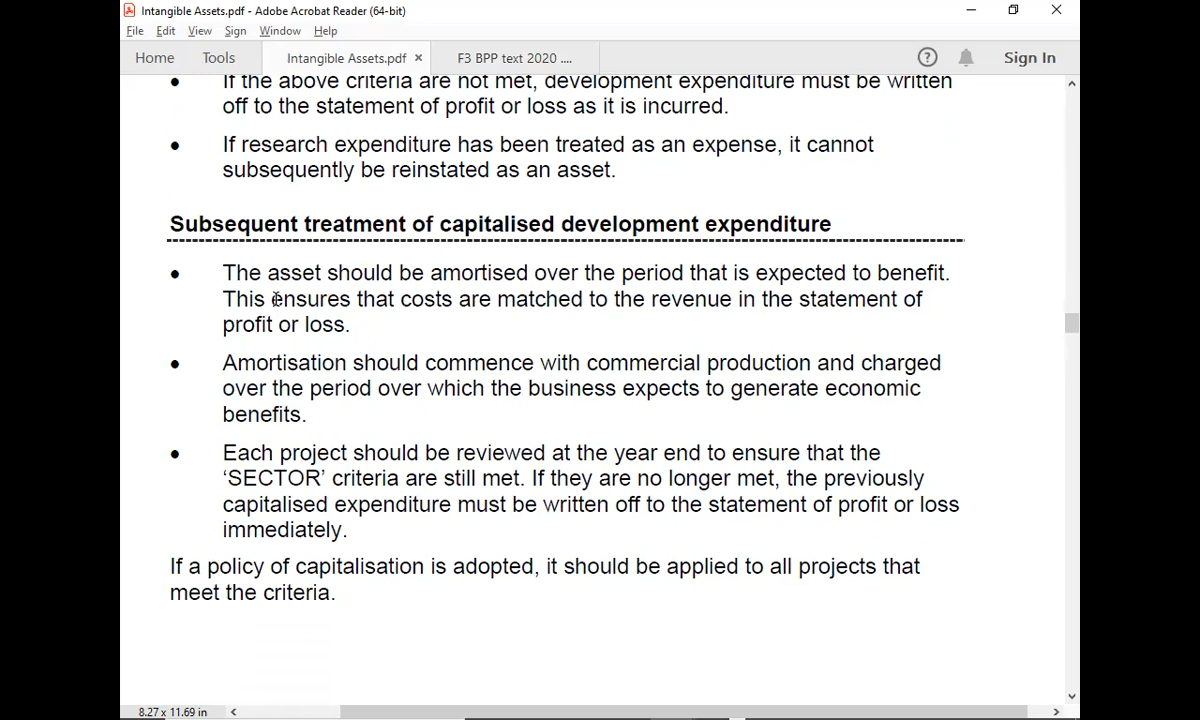 Intangible Assets.pdf - Adobe Acrobat Reader (64-bit)
File Edit View Sign Window Help
Home Tools Intangible Assets.pdf × F3 BPP text 2020 .... ? Sign In
If the above criteria are not met, development expenditure must be written
off to the statement of profit or loss as it is incurred.
• If research expenditure has been treated as an expense, it cannot
subsequently be reinstated as an asset.
Subsequent treatment of capitalised development expenditure
• The asset should be amortised over the period that is expected to benefit.
This ensures that costs are matched to the revenue in the statement of
profit or loss.
• Amortisation should commence with commercial production and charged
over the period over which the business expects to generate economic
benefits.
• Each project should be reviewed at the year end to ensure that the
‘SECTOR’ criteria are still met. If they are no longer met, the previously
capitalised expenditure must be written off to the statement of profit or loss
immediately.
If a policy of capitalisation is adopted, it should be applied to all projects that
meet the criteria.
8.27 x 11.69 in